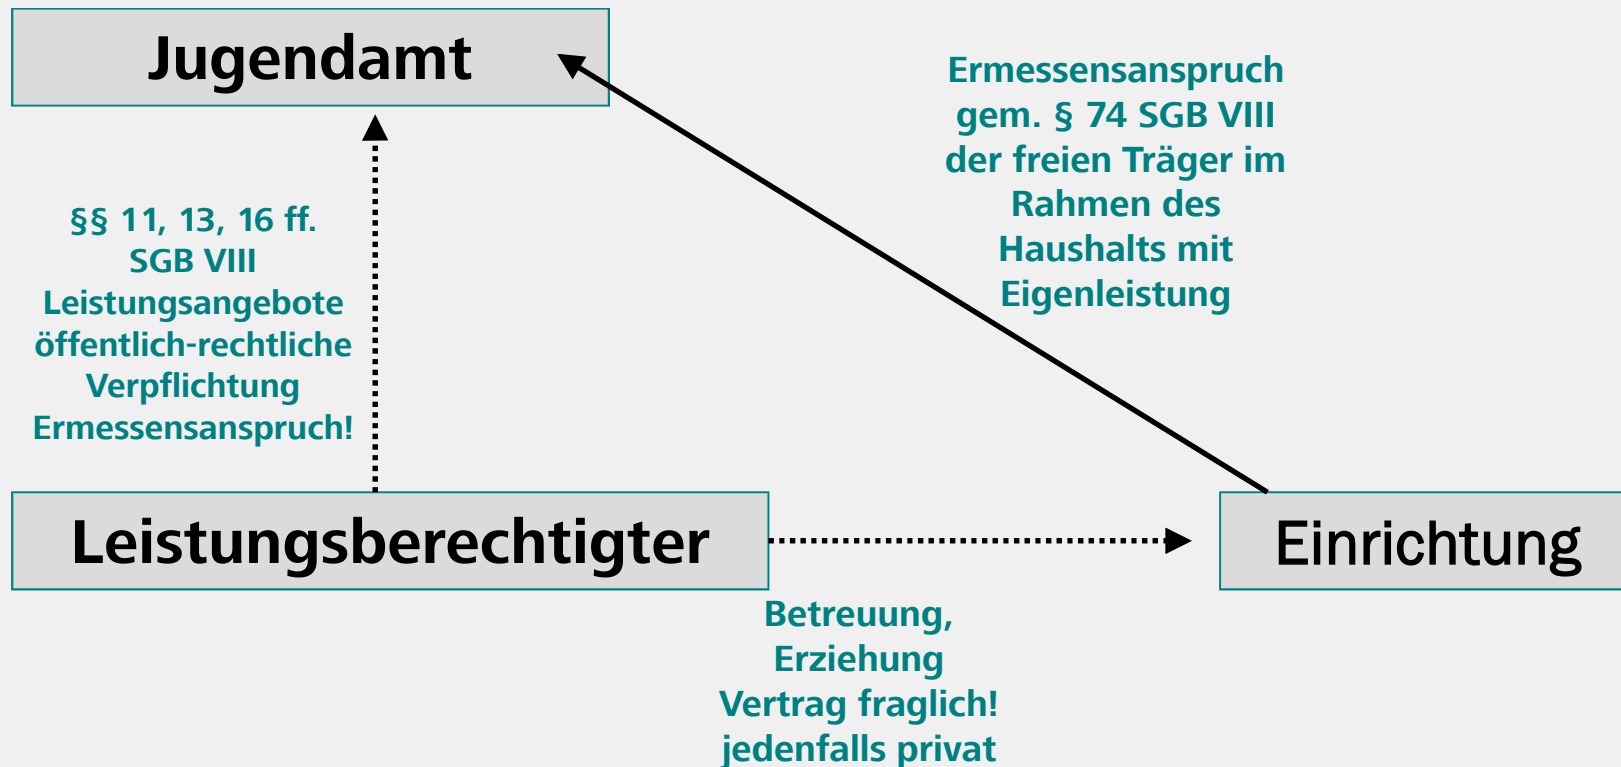 Jugendamt
Ermessensanspruch
gem. § 74 SGB VIII
der freien Träger im
Rahmen des
Haushalts mit
Eigenleistung
§§ 11, 13, 16 ff.
SGB VIII
Leistungsangebote
öffentlich-rechtliche
Verpflichtung
Ermessensanspruch!
Leistungsberechtigter
Einrichtung
Betreuung,
Erziehung
Vertrag fraglich!
jedenfalls privat